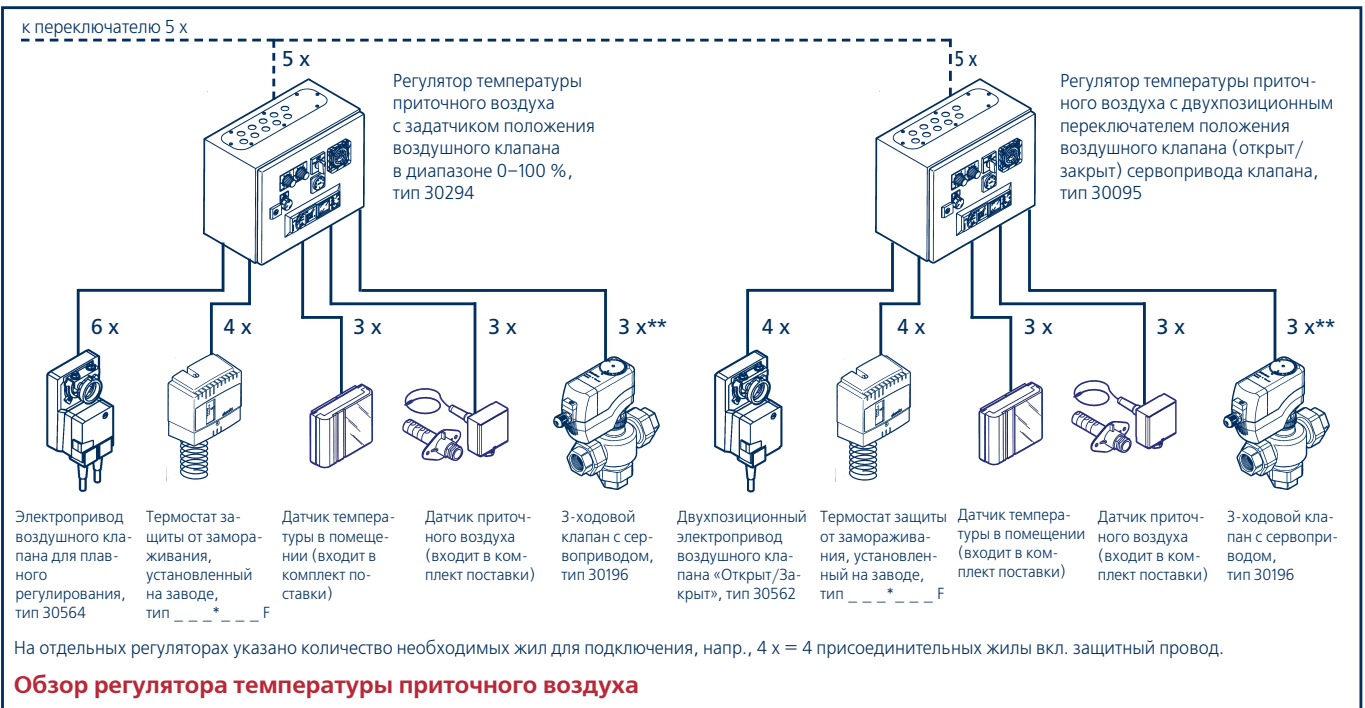 к переключателю 5 x
5 x
5 x
Регулятор температуры
приточного воздуха
с задатчиком положения
воздушного клапана
в диапазоне 0–100 %,
тип 30294
Регулятор температуры приточ-
ного воздуха с двухпозиционным
переключателем положения
воздушного клапана (открыт/
закрыт) сервопривода клапана,
тип 30095
6 x
4 x
3 x
3 x
3 x**
4 x
4 x
3 x
3 x
3 x**
Электропривод
воздушного кла-
пана для плав-
ного
регулирования,
тип 30564
Термостат за-
щиты от замора-
живания,
установленный
на заводе,
тип _ _ _*_ _ _ F
Датчик темпера-
туры в помеще-
нии (входит в
комплект по-
ставки)
Датчик приточ-
ного воздуха
(входит в ком-
плект поставки)
3-ходовой
клапан с сер-
воприводом,
тип 30196
Двухпозиционный
электропривод
воздушного кла-
пана «Открыт/За-
крыт», тип 30562
Термостат защиты
от заморажива-
ния, установлен-
ный на заводе,
тип _ _ _*_ _ _ F
Датчик темпера-
туры в помещении
(входит в ком-
плект поставки)
Датчик приточ-
ного воздуха
(входит в ком-
плект поставки)
3-ходовой кла-
пан с сервопри-
водом,
тип 30196
На отдельных регуляторах указано количество необходимых жил для подключения, напр., 4 x = 4 присоединительных жилы вкл. защитный провод.
Обзор регулятора температуры приточного воздуха